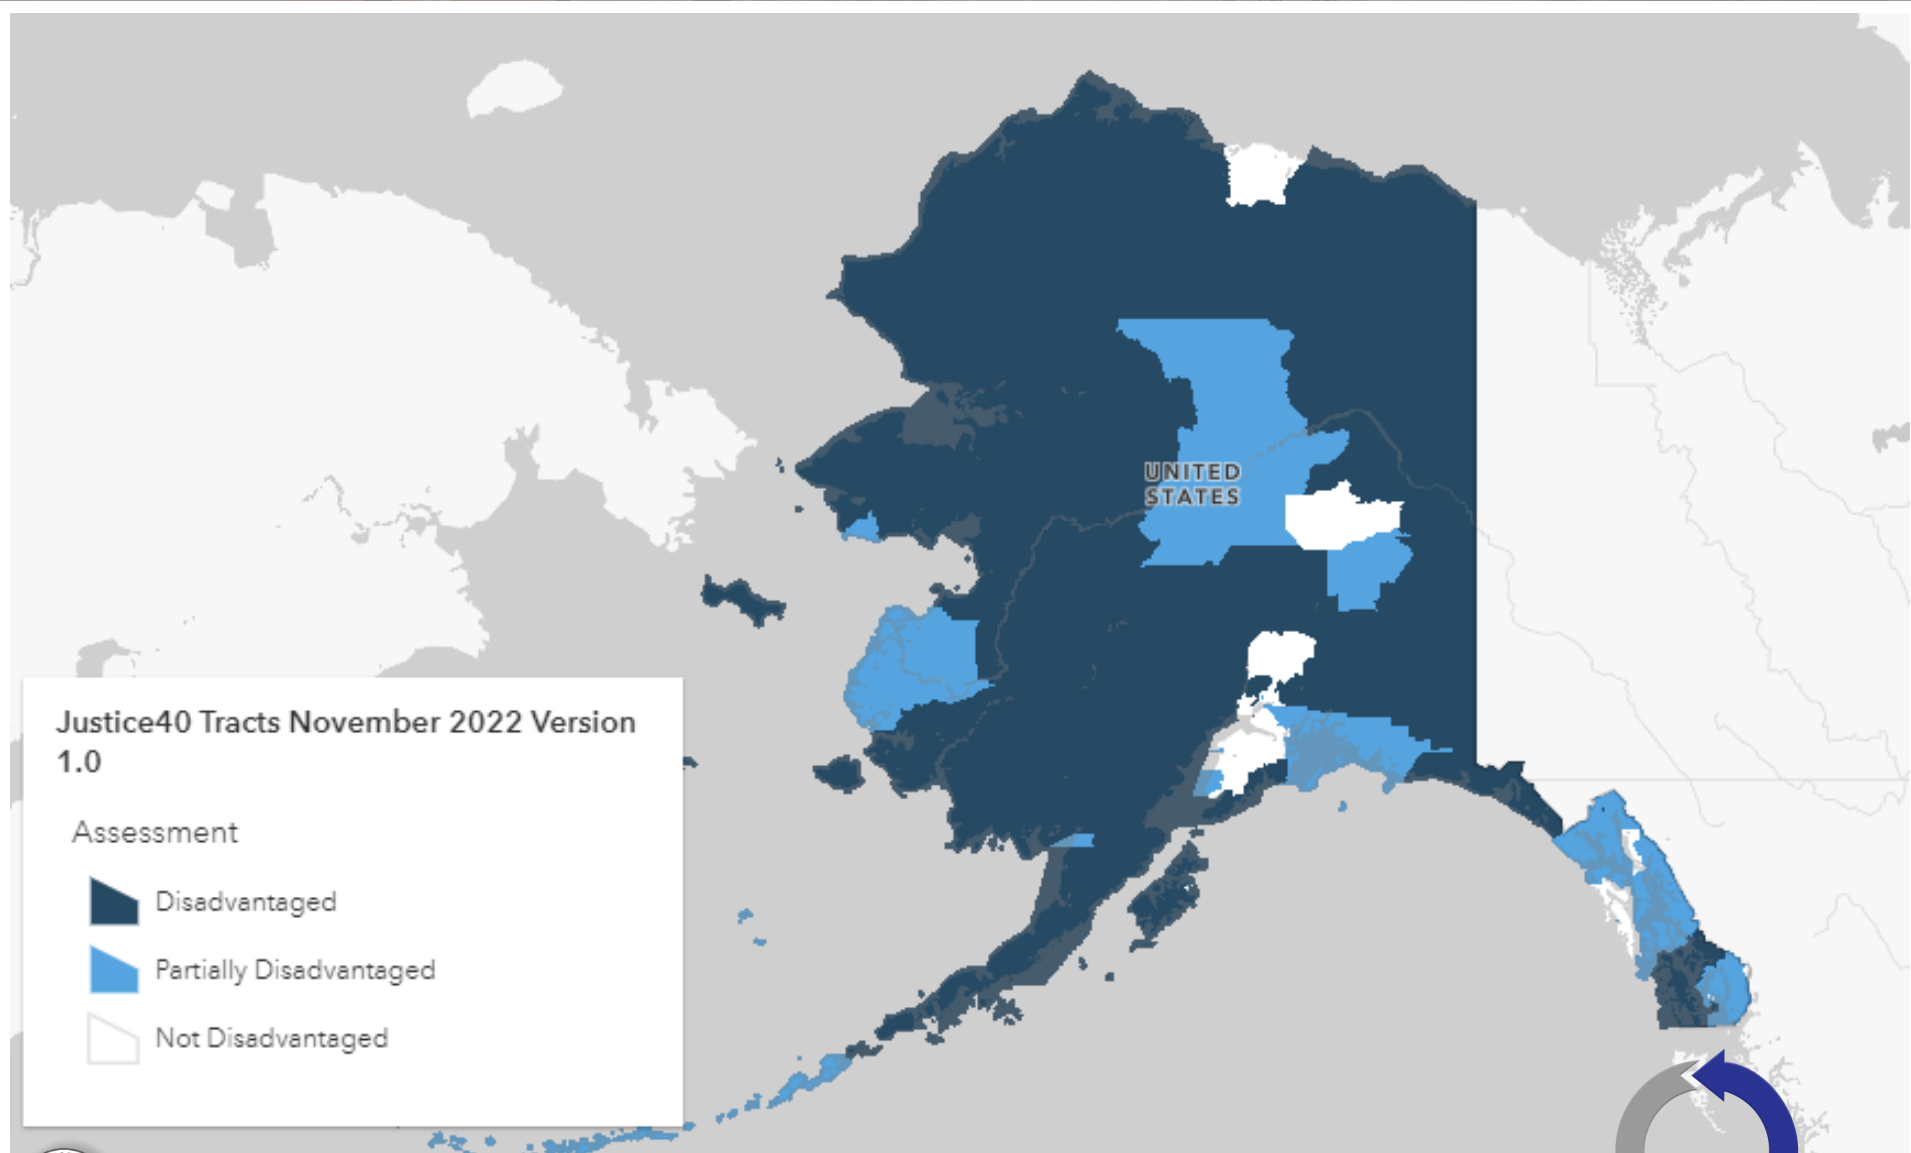 UNITED
STATES
Justice40 Tracts November 2022 Version
1.0
Assessment
Disadvantaged
Partially Disadvantaged
Not Disadvantaged